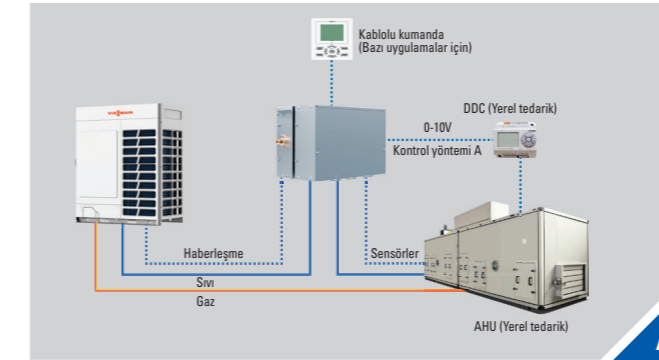 Kablolu kumanda
(Bazı uygulamalar için)
VIESMANN
DDC (Yerel tedarik)
0-10V
Kontrol yöntemi A
Haberleşme
Sensörler
Sıvı
Gaz
AHU (Yerel tedarik)